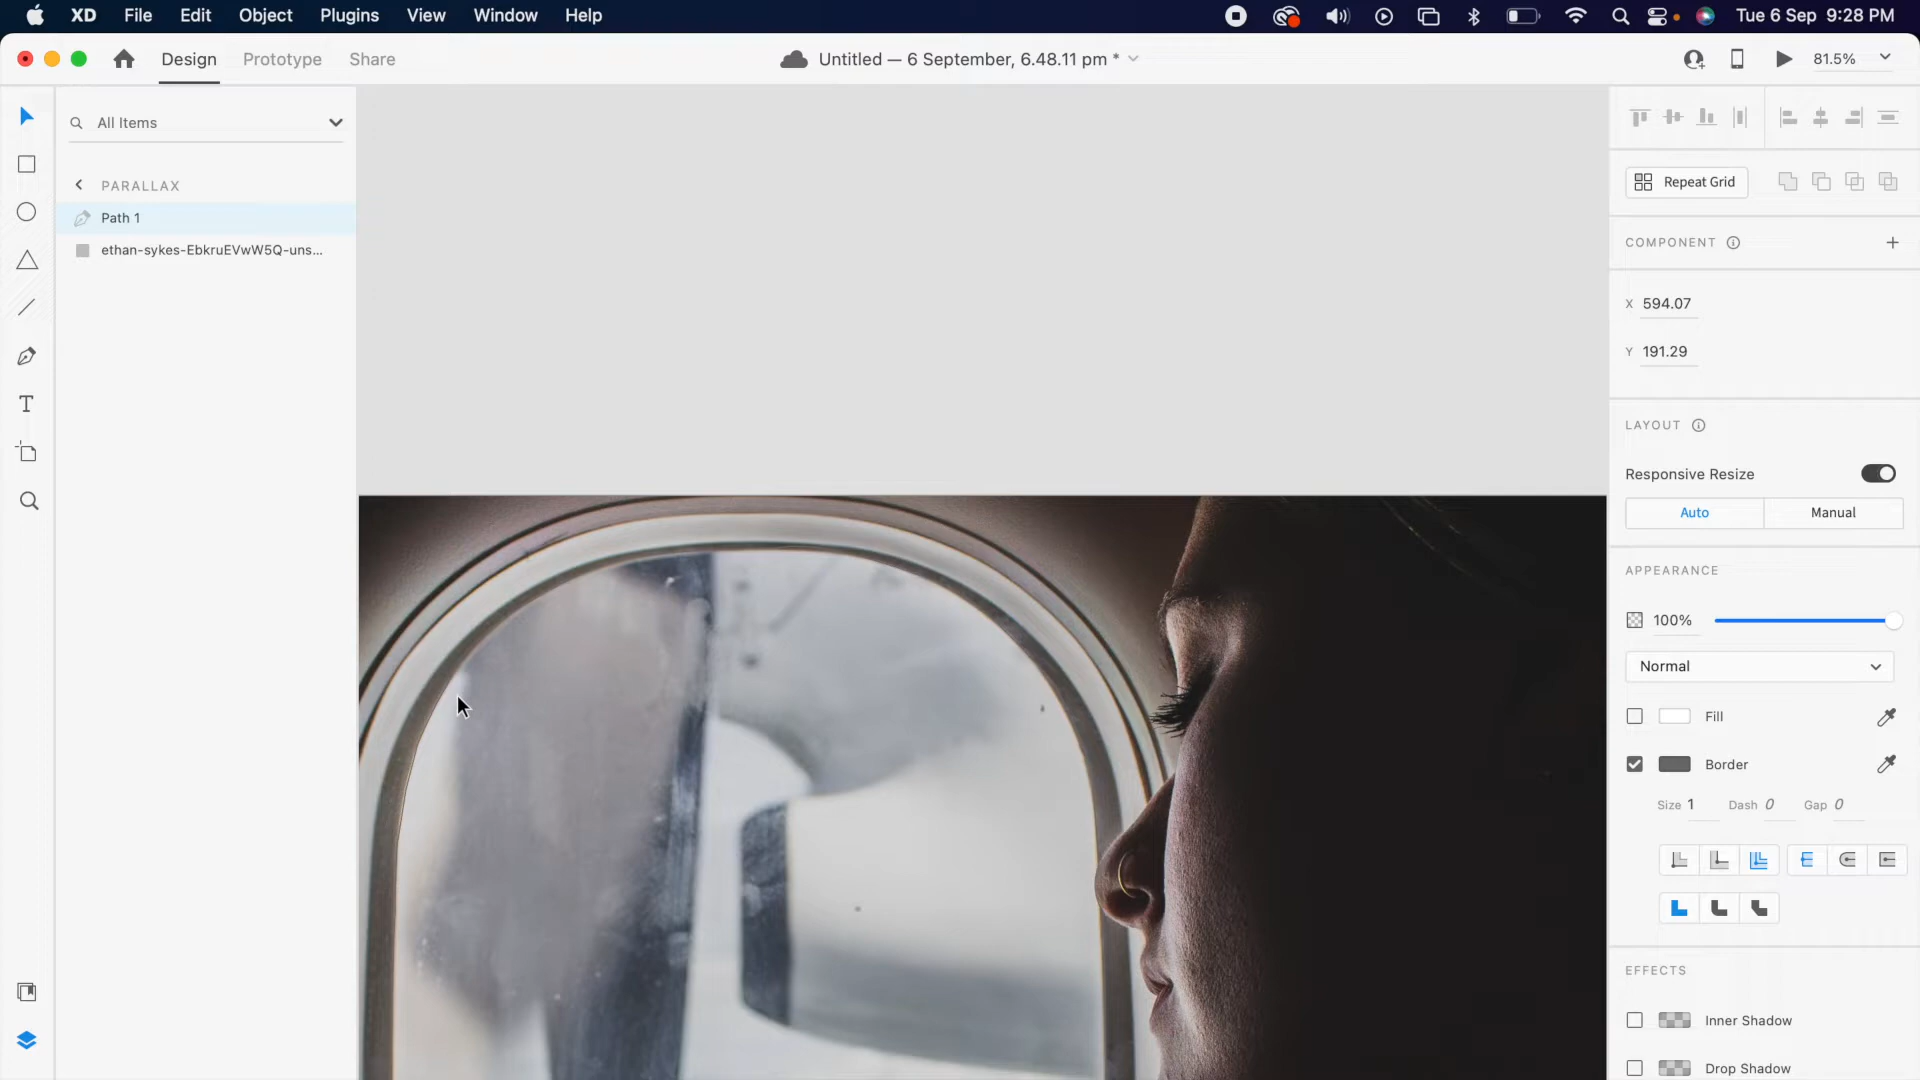 XD File Edit Object Plugins View Window Help Tue 6 Sep 9:28 PM
Design Prototype Share Untitled — 6 September, 6.48.11 pm * 81.5%
All Items
PARALLAX
Path 1
ethan-sykes-EbkruEVwW5Q-uns...
T
Repeat Grid
COMPONENT
X 594.07
Y 191.29
LAYOUT
Responsive Resize
Auto Manual
APPEARANCE
100%
Normal
Fill
Border
Size 1 Dash 0 Gap 0
EFFECTS
Inner Shadow
Drop Shadow